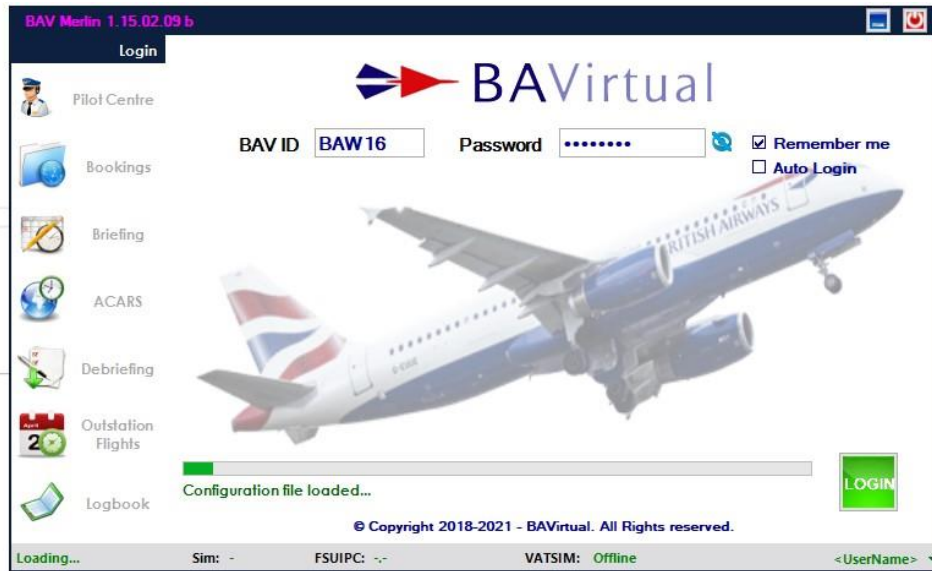 BAV Merlin 1.15.02.09 b
Login
BAVirtual
Pilot Centre
BAV ID BAW16 Password •••••••• Remember me
Auto Login
Bookings
Briefing
BRITISH AIRWAYS
ACARS
Debriefing
April
Outstation
Flights
Configuration file loaded...
LOGIN
Logbook
© Copyright 2018-2021 - BAVirtual. All Rights reserved.
Loading... Sim: - FSUIPC: -.- VATSIM: Offline <UserName>